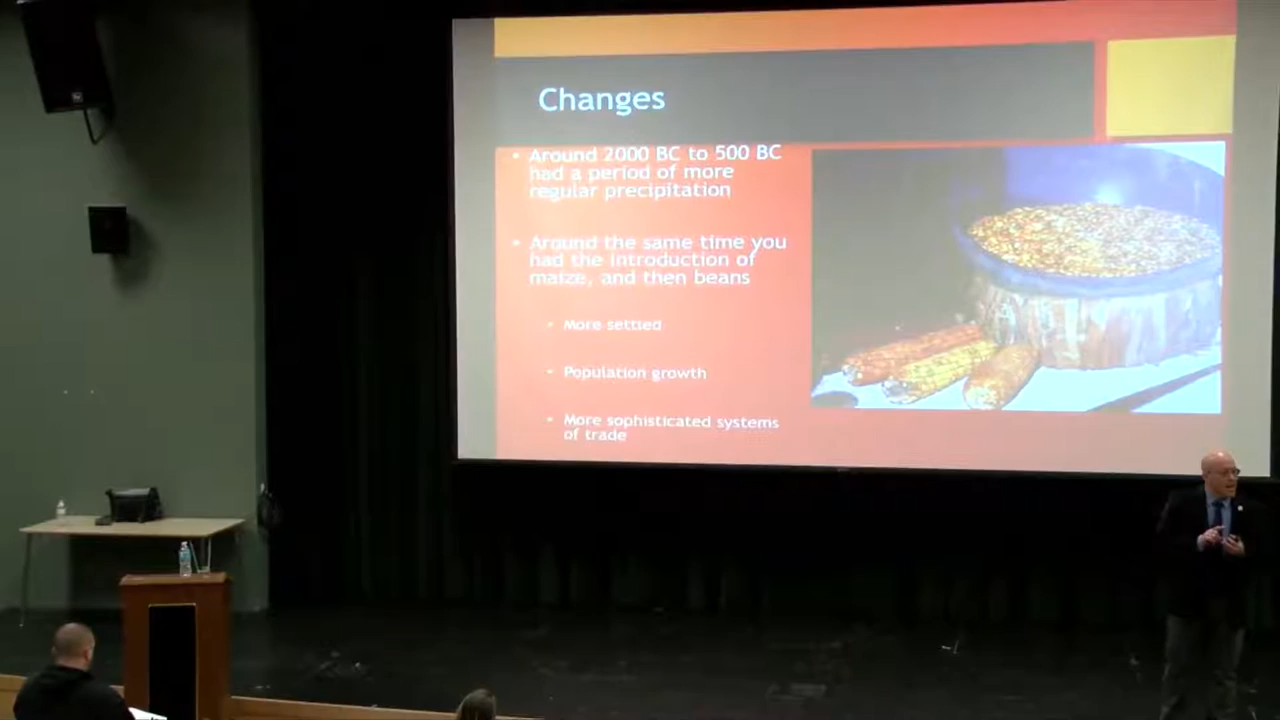 Changes
• Around 2000 BC to 500 BC
had a period of more
regular precipitation
• Around the same time you
had the introduction of
maize, and then beans
• More settled
• Population growth
• More sophisticated systems
of trade